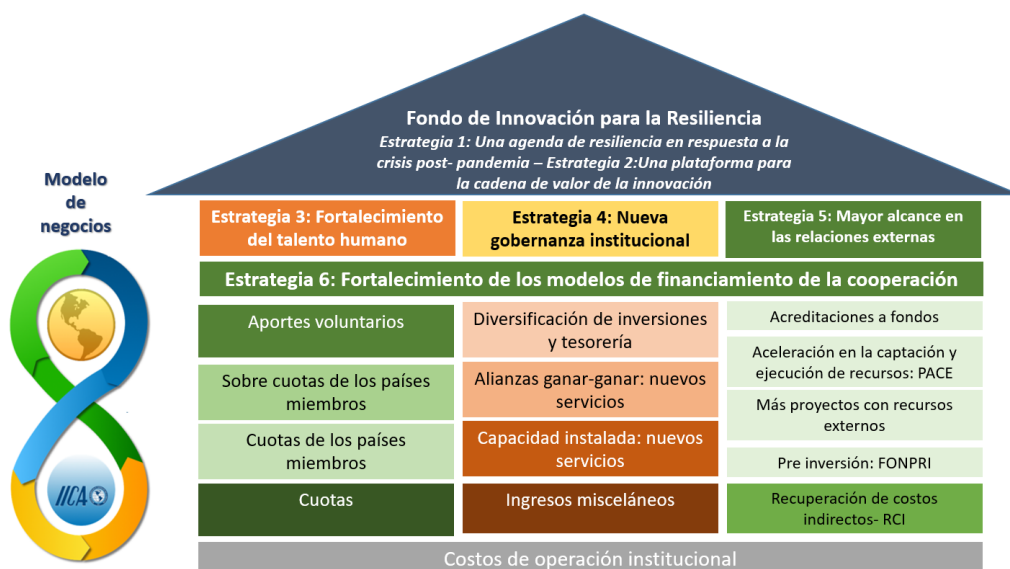 Fondo de Innovación para la Resiliencia
Estrategia 1: Una agenda de resiliencia en respuesta a la
crisis post- pandemia – Estrategia 2:Una plataforma para
la cadena de valor de la innovación
Modelo
de
negocios
IICA
Estrategia 3: Fortalecimiento
del talento humano
Estrategia 4: Nueva
gobernanza institucional
Estrategia 5: Mayor alcance en
las relaciones externas
Estrategia 6: Fortalecimiento de los modelos de financiamiento de la cooperación
Aportes voluntarios
Sobre cuotas de los países
miembros
Cuotas de los países
miembros
Cuotas
Diversificación de inversiones
y tesorería
Alianzas ganar-ganar: nuevos
servicios
Capacidad instalada: nuevos
servicios
Ingresos misceláneos
Acreditaciones a fondos
Aceleración en la captación y
ejecución de recursos: PACE
Más proyectos con recursos
externos
Pre inversión: FONPRI
Recuperación de costos
indirectos- RCI
Costos de operación institucional